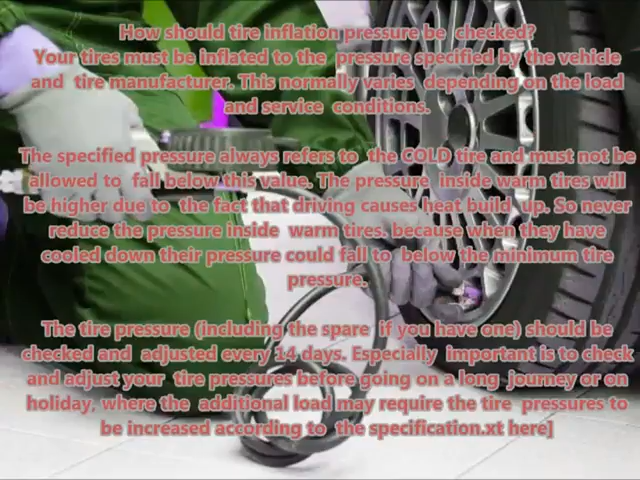 How should tire inflation pressure be checked?
Your tires must be inflated to the pressure specified by the vehicle
and tire manufacturer. This normally varies depending on the load
and service conditions.
The specified pressure always refers to the COLD tire and must not be
allowed to fall below this value. The pressure inside warm tires will
be higher due to the fact that driving causes heat build up. So never
reduce the pressure inside warm tires. because when they have
cooled down their pressure could fall to below the minimum tire
pressure.
The tire pressure (including the spare if you have one) should be
checked and adjusted every 14 days. Especially important is to check
and adjust your tire pressures before going on a long journey or on
holiday, where the additional load may require the tire pressures to
be increased according to the specification.xt here]